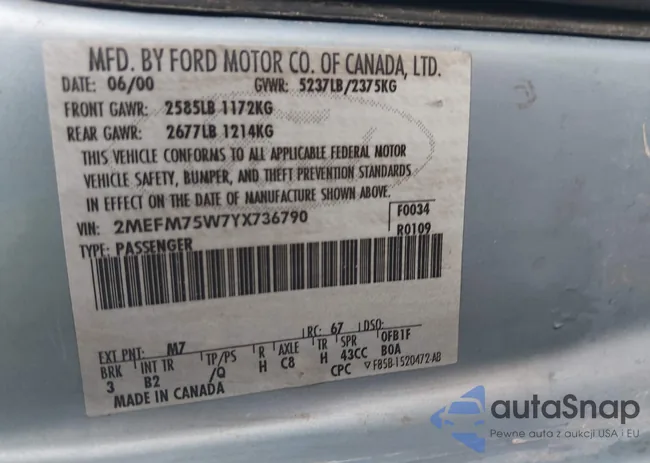 MFD. BY FORD MOTOR CO. OF CANADA, LTD.
DATE: 06/00 GVWR: 5237LB/2375KG
FRONT GAWR: 2585LB 1172KG
REAR GAWR: 2677LB 1214KG
THIS VEHICLE CONFORMS TO ALL APPLICABLE FEDERAL MOTOR
VEHICLE SAFETY, BUMPER, AND THEFT PREVENTION STANDARDS
IN EFFECT ON THE DATE OF MANUFACTURE SHOWN ABOVE.
VIN: 2MEFM75W7YX736790 F0034
TYPE: PASSENGER R0109
EXT PNT: M7 RC: 67 DSO:
BRK INT TR TP/PS R AXLE TR SPR 0FB1F
3 B2 /Q H C8 H 43CC B0A
CPC ▽F85B-1520472-AB
MADE IN CANADA
autoSnap
Pewne auta z aukcji USA i EU